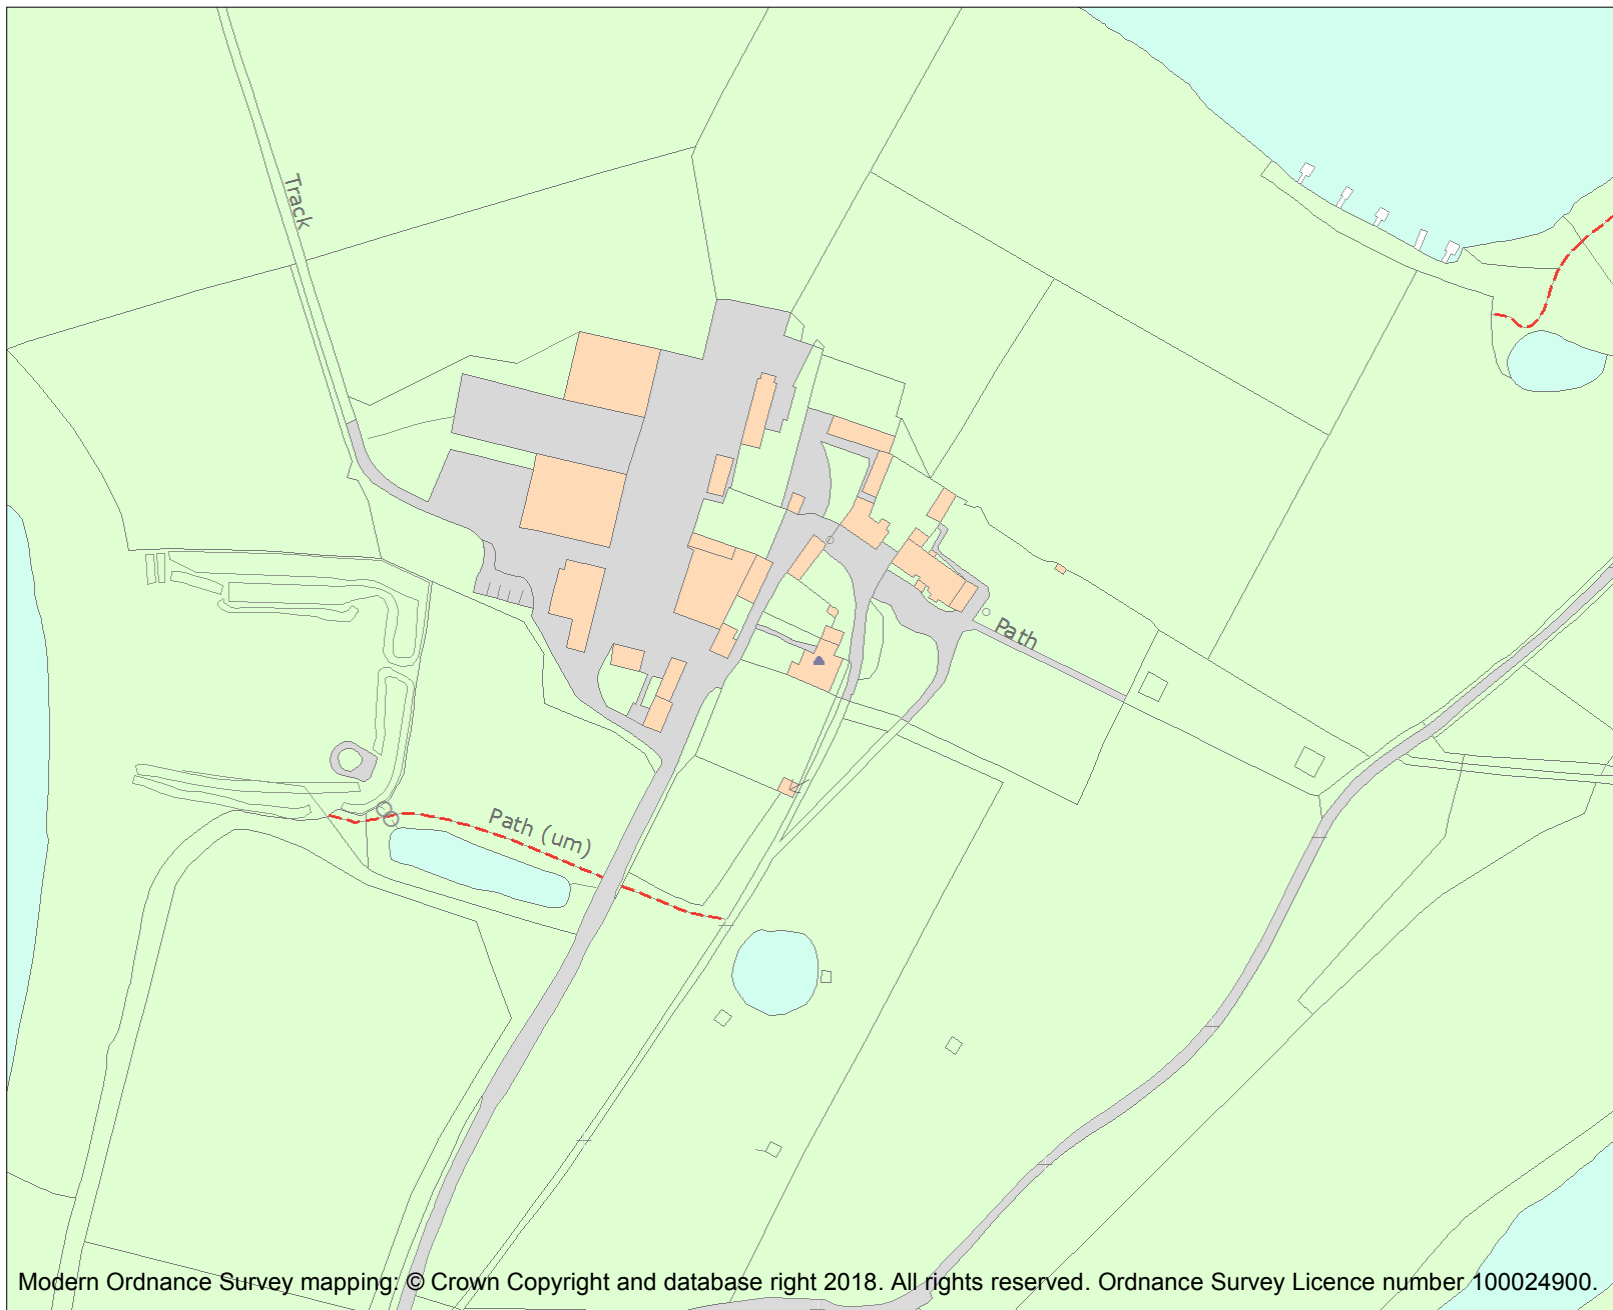 Track
Path
Path (um)
Modern Ordnance Survey mapping: © Crown Copyright and database right 2018. All rights reserved. Ordnance Survey Licence number 100024900.